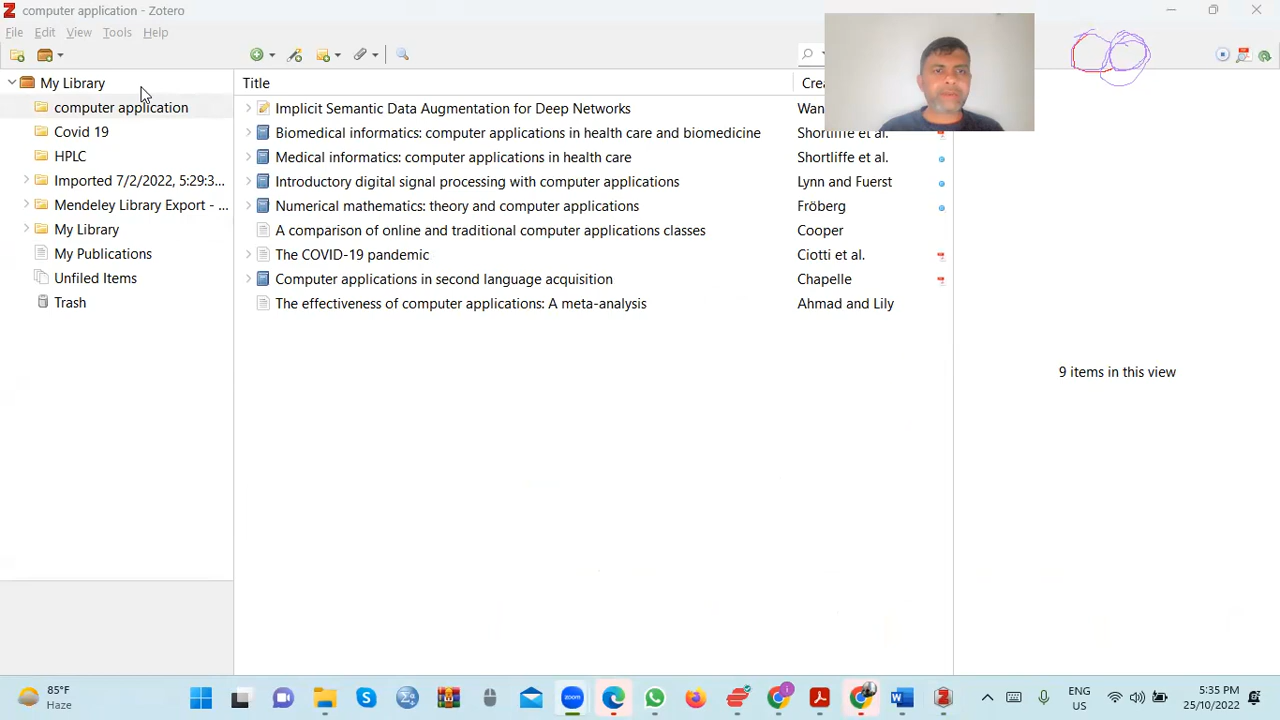 computer application - Zotero
File Edit View Tools Help
My Library
computer application
Covid 19
HPLC
Imported 7/2/2022, 5:29:3...
Mendeley Library Export - ...
My Library
My Publications
Unfiled Items
Trash
Title
Implicit Semantic Data Augmentation for Deep Networks
Biomedical informatics: computer applications in health care and biomedicine Shortliffe et al.
Medical informatics: computer applications in health care Shortliffe et al.
Introductory digital signal processing with computer applications Lynn and Fuerst
Numerical mathematics: theory and computer applications Fröberg
A comparison of online and traditional computer applications classes Cooper
The COVID-19 pandemic Ciotti et al.
Computer applications in second language acquisition Chapelle
The effectiveness of computer applications: A meta-analysis Ahmad and Lily
9 items in this view
85°F
Haze
zoom
ENG
US
5:35 PM
25/10/2022